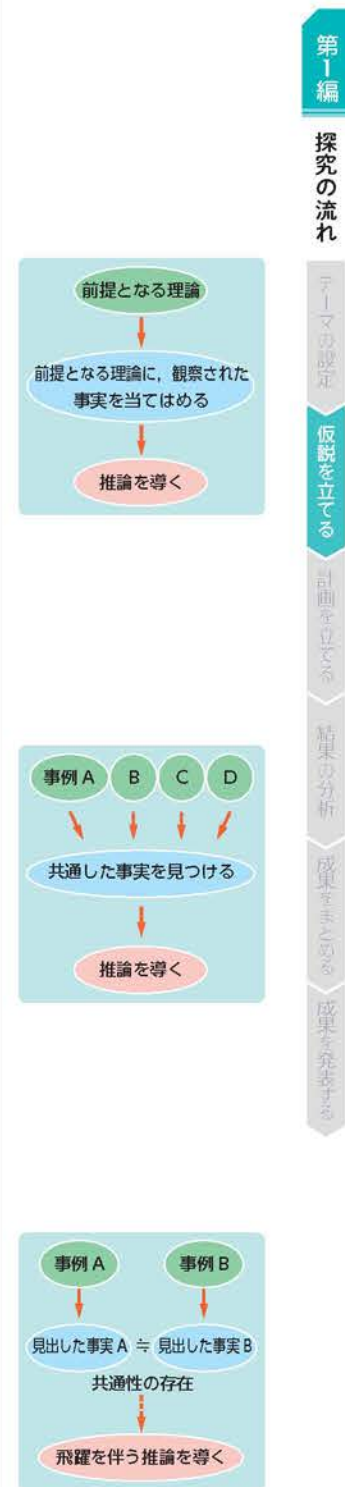 第1編
探究の流れ
テーマの設定
仮説を立てる
計画を立てる
結果の分析
成果をまとめる
成果を発表する
前提となる理論
前提となる理論に，観察された
事実を当てはめる
推論を導く
事例 A
B
C
D
共通した事実を見つける
推論を導く
事例 A
事例 B
見出した事実 A ≒ 見出した事実 B
共通性の存在
飛躍を伴う推論を導く